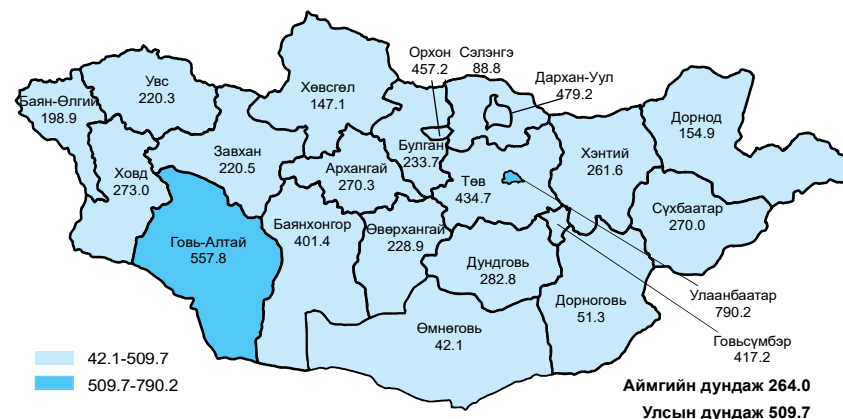 Орхон
457.2
Сэлэнгэ
88.8
Дархан-Уул
479.2
Увс
220.3
Хөвсгөл
147.1
Баян-Өлгий
198.9
Дорнод
154.9
Булган
233.7
Завхан
220.5
Архангай
270.3
Хэнтий
261.6
Ховд
273.0
Төв
434.7
Сүхбаатар
270.0
Баянхонгор
401.4
Өвөрхангай
228.9
Говь-Алтай
557.8
Дундговь
282.8
Улаанбаатар
790.2
Дорноговь
51.3
Өмнөговь
42.1
Говьсүмбэр
417.2
42.1-509.7
509.7-790.2
Аймгийн дундаж 264.0
Улсын дундаж 509.7